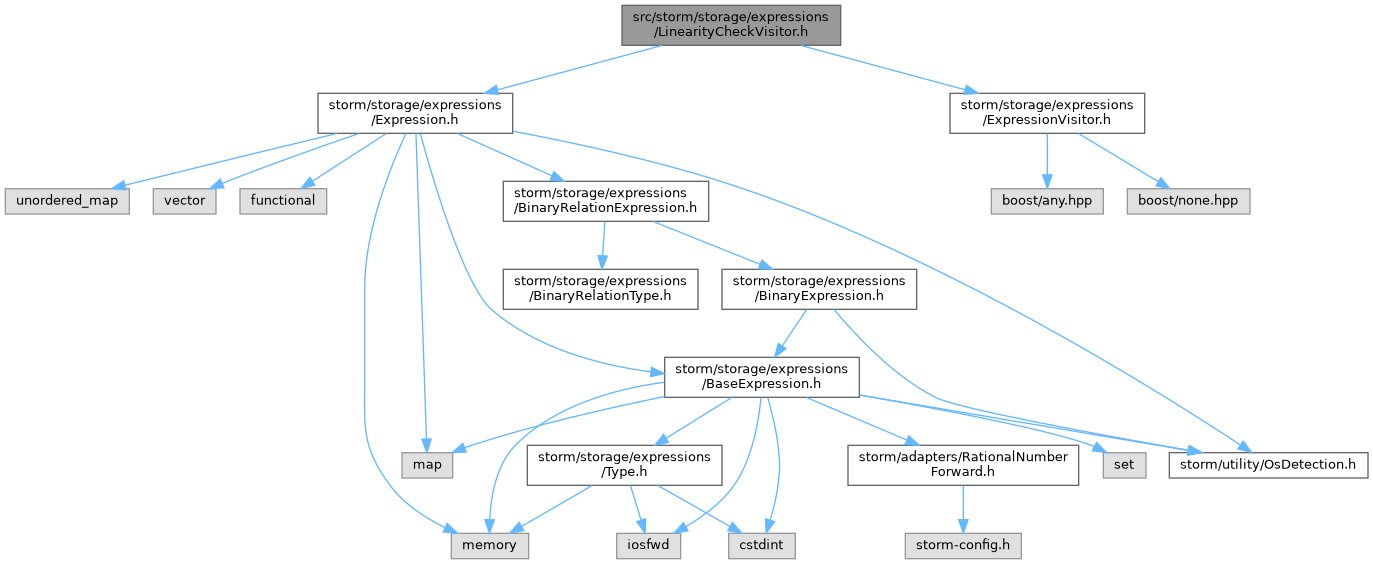 src/storm/storage/expressions
/LinearityCheckVisitor.h
storm/storage/expressions
/Expression.h
storm/storage/expressions
/ExpressionVisitor.h
unordered_map
vector
functional
storm/storage/expressions
/BinaryRelationExpression.h
boost/any.hpp
boost/none.hpp
storm/storage/expressions
/BinaryRelationType.h
storm/storage/expressions
/BinaryExpression.h
storm/storage/expressions
/BaseExpression.h
map
storm/storage/expressions
/Type.h
storm/adapters/RationalNumber
Forward.h
set
storm/utility/OsDetection.h
memory
iosfwd
cstdint
storm-config.h